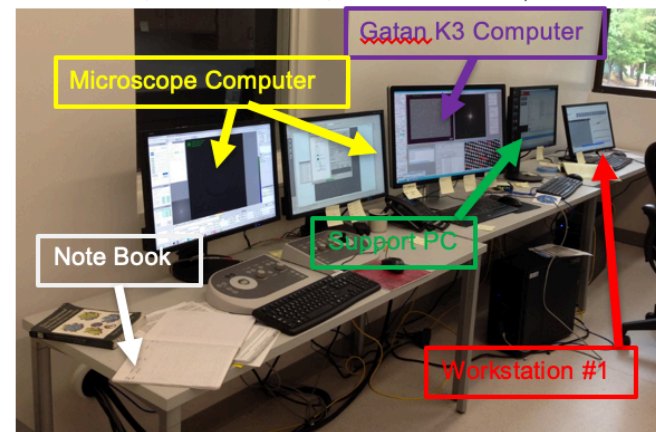 Gatan K3 Computer
Microscope Computer
Support PC
Note Book
Workstation #1